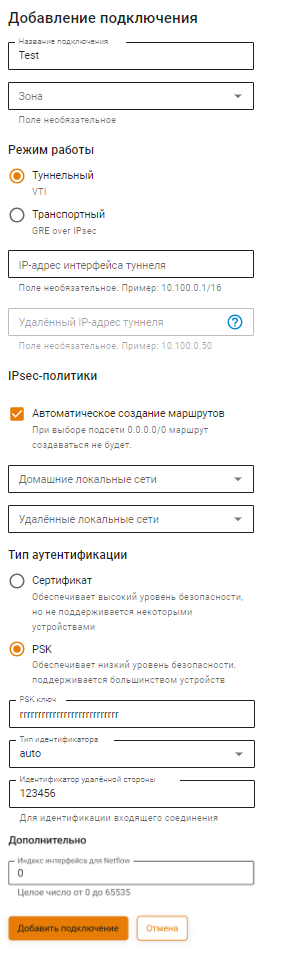 Добавление подключения
Название подключения
Test
Зона
Поле необязательное
Режим работы
Туннельный
VTI
Транспортный
GRE over IPsec
IP-адрес интерфейса туннеля
Поле необязательное. Пример: 10.100.0.1/16
Удалённый IP-адрес туннеля
?
Поле необязательное. Пример: 10.100.0.50
IPsec-политики
Автоматическое создание маршрутов
При выборе подсети 0.0.0.0/0 маршрут
создаваться не будет.
Домашние локальные сети
Удалённые локальные сети
Тип аутентификации
Сертификат
Обеспечивает высокий уровень безопасности,
но не поддерживается некоторыми
устройствами
PSK
Обеспечивает низкий уровень безопасности,
поддерживается большинством устройств
PSK ключ
Тип идентификатора
auto
Идентификатор удалённой стороны
123456
Для идентификации входящего соединения
Дополнительно
Индекс интерфейса для Netflow
0
Целое число от 0 до 65535
Добавить подключение
Отмена